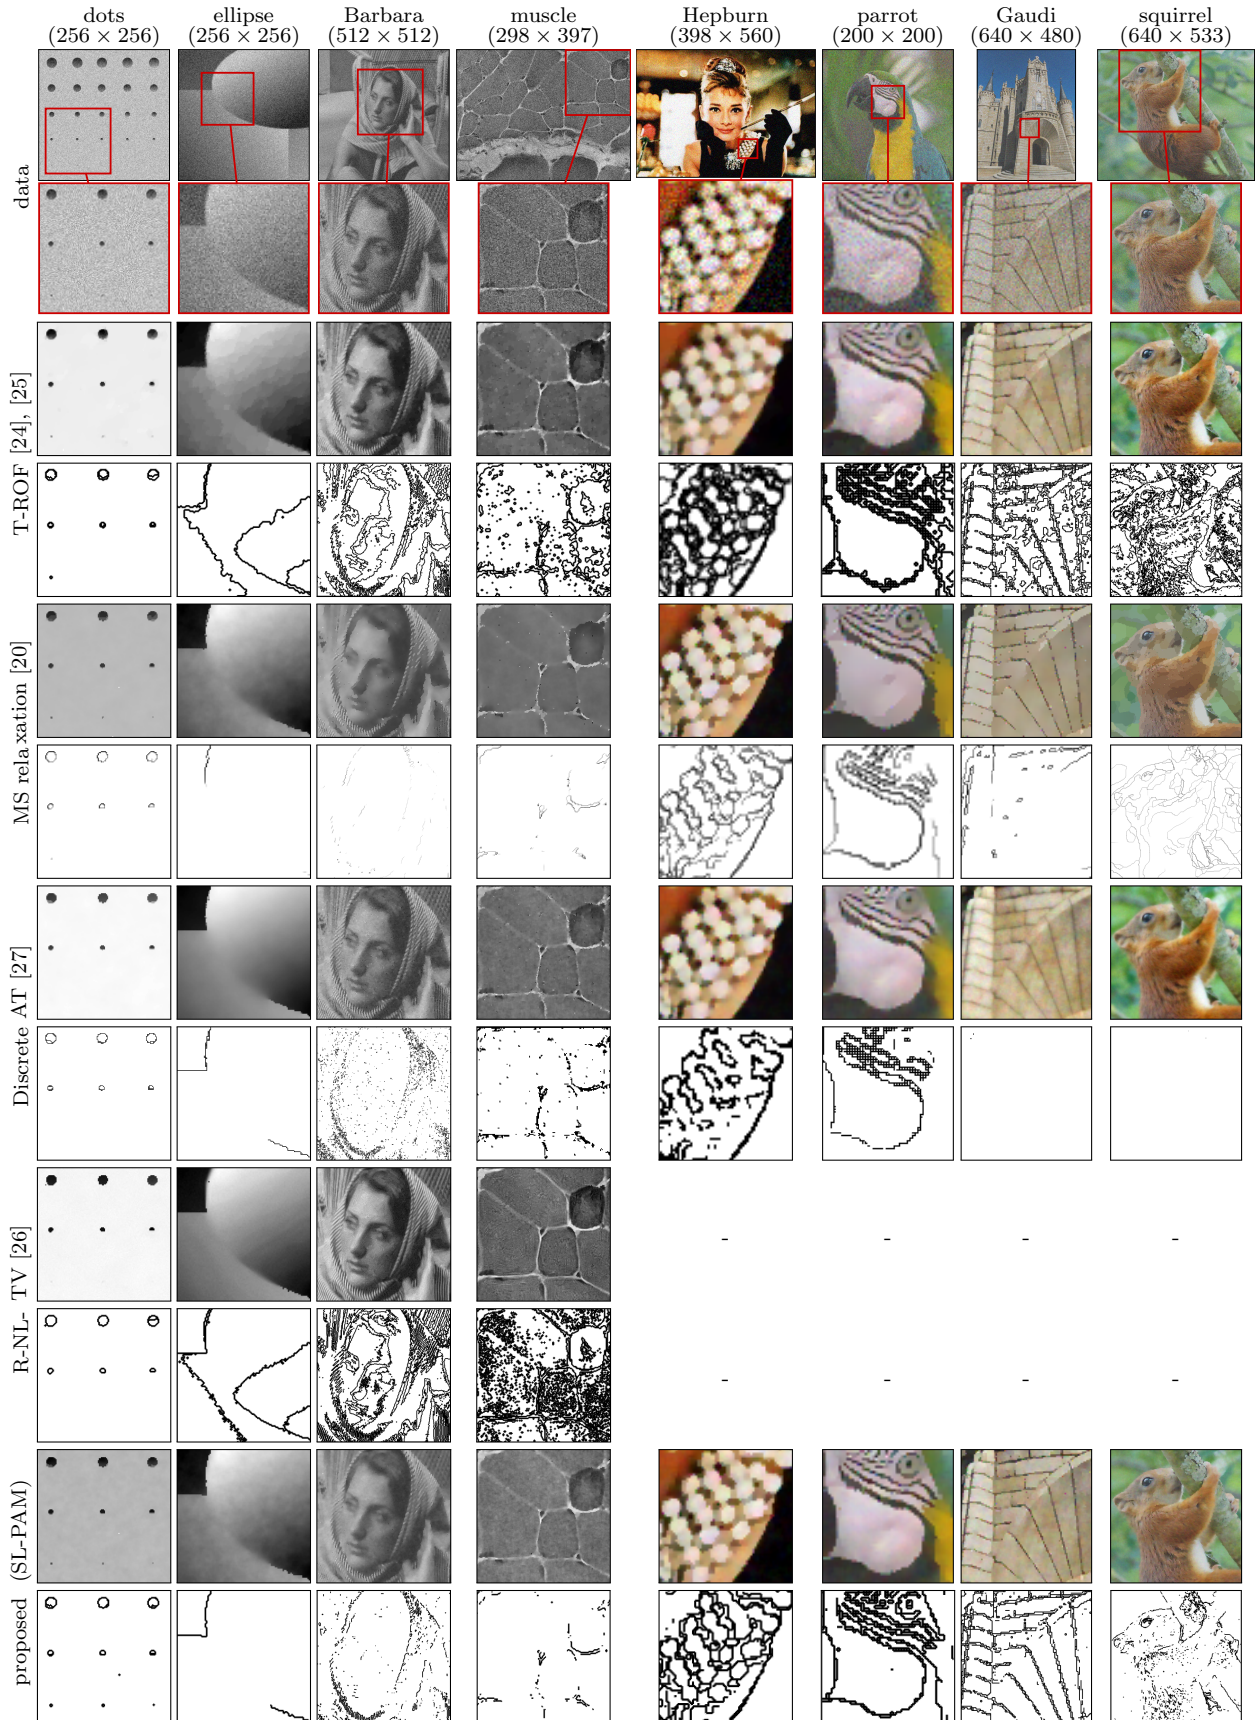 dots
(256 × 256)
ellipse
(256 × 256)
Barbara
(512 × 512)
muscle
(298 × 397)
Hepburn
(398 × 560)
parrot
(200 × 200)
Gaudi
(640 × 480)
squirrel
(640 × 533)
data
T-ROF [24], [25]
MS relaxation [20]
Discrete AT [27]
R-NL-TV [26]
- - - -
- - - -
proposed (SL-PAM)